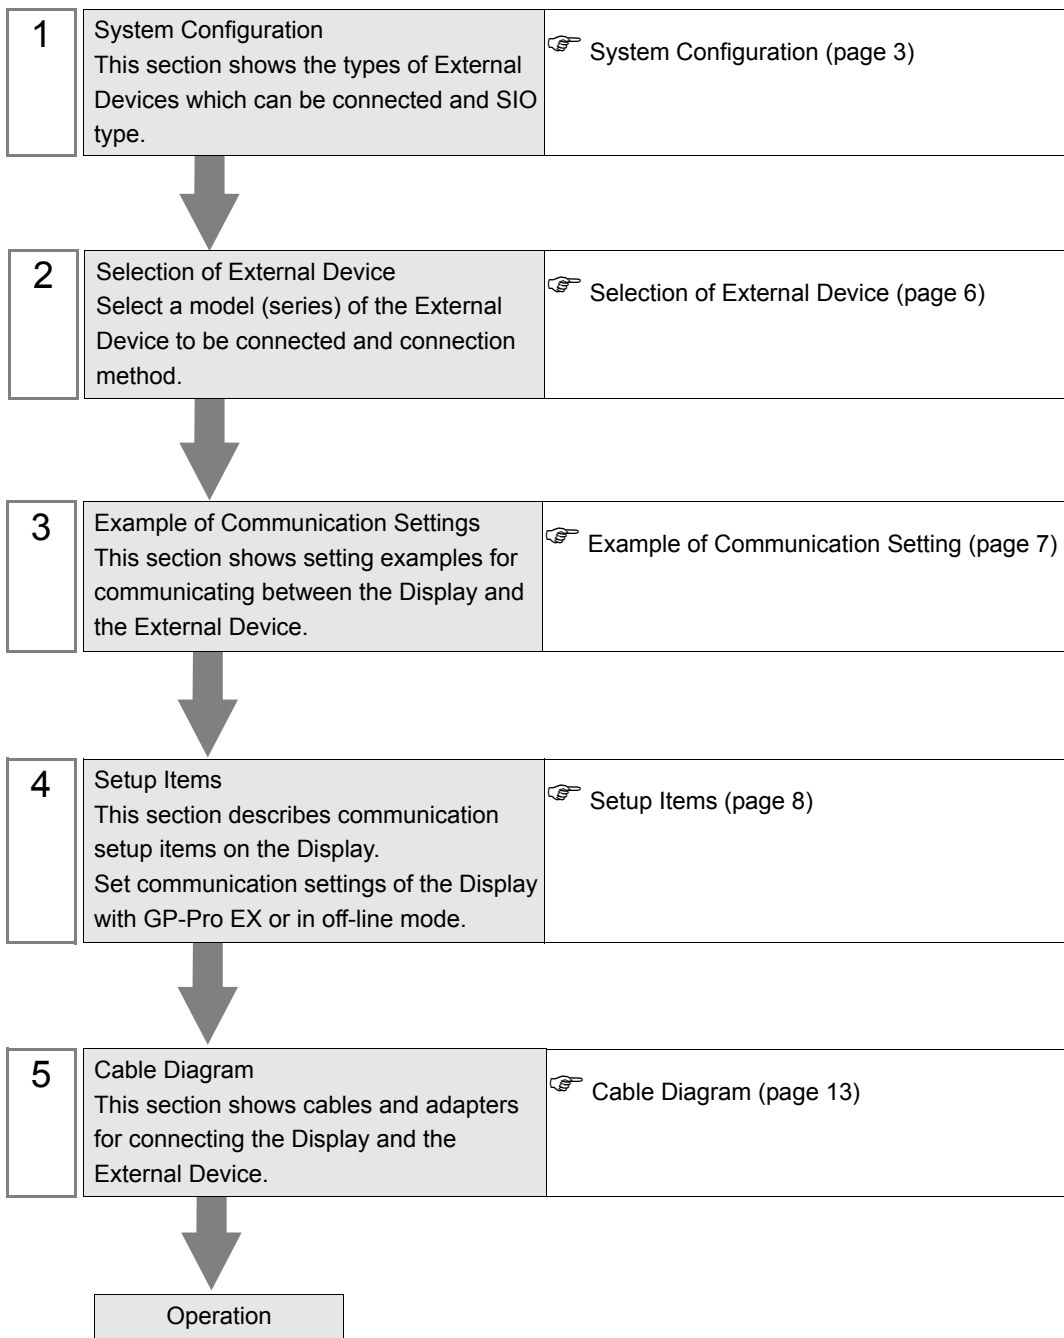 1
System Configuration
This section shows the types of External
Devices which can be connected and SIO
type.
System Configuration (page 3)
2
Selection of External Device
Select a model (series) of the External
Device to be connected and connection
method.
Selection of External Device (page 6)
3
Example of Communication Settings
This section shows setting examples for
communicating between the Display and
the External Device.
Example of Communication Setting (page 7)
4
Setup Items
This section describes communication
setup items on the Display.
Set communication settings of the Display
with GP-Pro EX or in off-line mode.
Setup Items (page 8)
5
Cable Diagram
This section shows cables and adapters
for connecting the Display and the
External Device.
Cable Diagram (page 13)
Operation